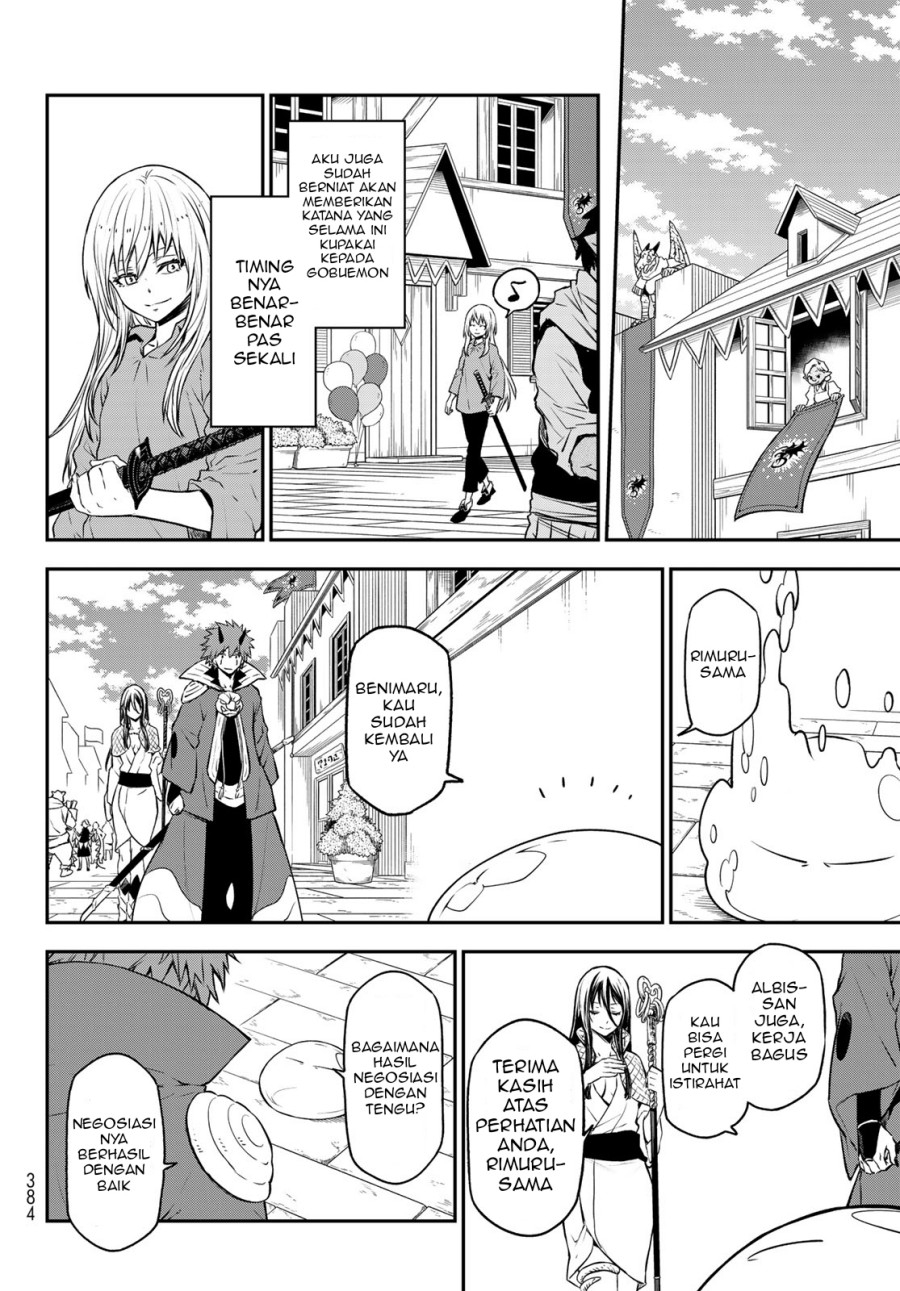 AKU JUGA
SUDAH
BERNIAT AKAN
MEMBERIKAN
KATANA YANG
SELAMA INI
KUPAKAI
KEPADA
GOBUEMON
TIMING
NYA
BENAR-
BENAR
PAS
SEKALI
RIMURU-
SAMA
BENIMARU,
KAU
SUDAH
KEMBALI
YA
ALBIS-
SAN
JUGA,
KERJA
BAGUS
KAU
BISA
PERGI
UNTUK
ISTIRAHAT
TERIMA
KASIH
ATAS
PERHATIAN
ANDA,
RIMURU-
SAMA
BAGAIMANA
HASIL
NEGOSIASI
DENGAN
TENGU?
NEGOSIASI
NYA
BERHASIL
DENGAN
BAIK
384